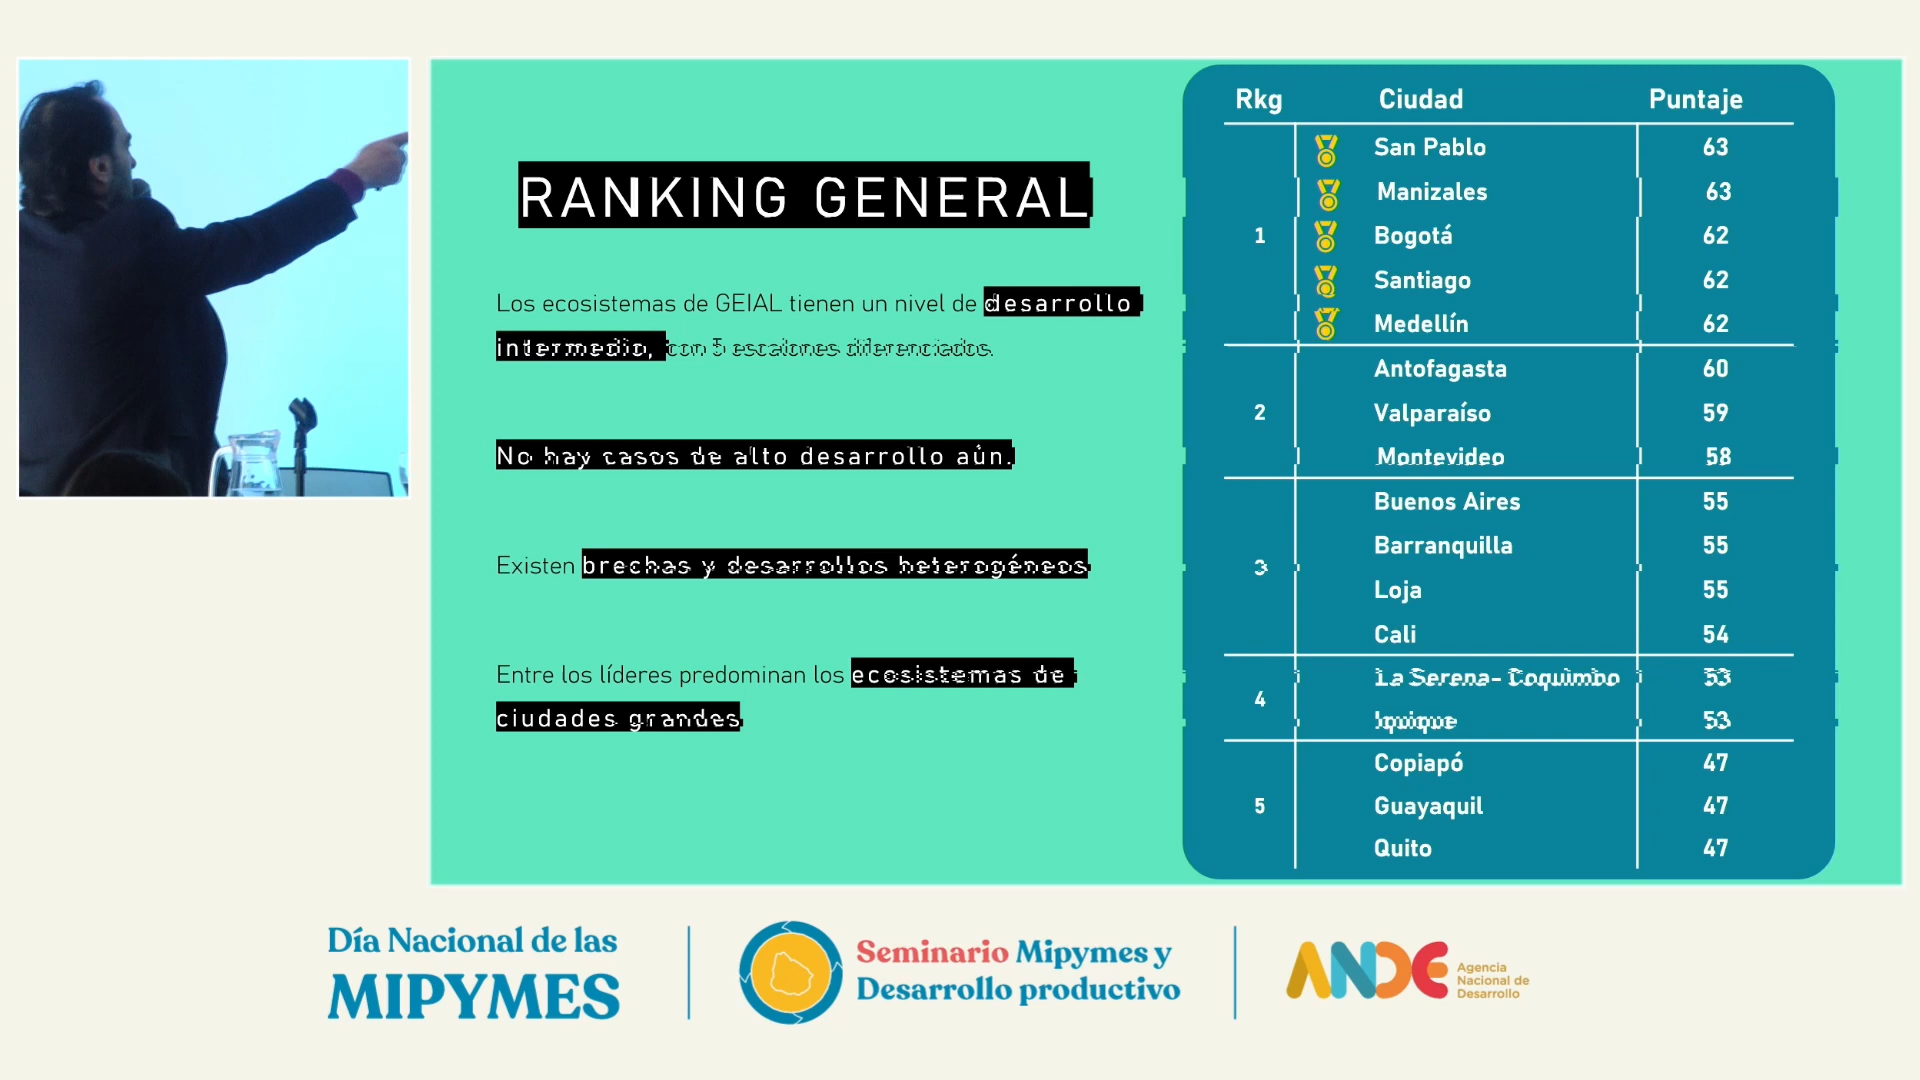 RANKING GENERAL
Los ecosistemas de GEIAL tienen un nivel de desarrollo
intermedio, con 5 escalones diferenciados.
No hay casos de alto desarrollo aún.
Existen brechas y desarrollos heterogéneos
Entre los líderes predominan los ecosistemas de
ciudades grandes
Rkg Ciudad Puntaje
San Pablo 63
Manizales 63
1 Bogotá 62
Santiago 62
Medellín 62
Antofagasta 60
2 Valparaíso 59
Montevideo 58
Buenos Aires 55
Barranquilla 55
3
Loja 55
Cali 54
La Serena- Coquimbo 53
4
Iquique 53
Copiapó 47
5 Guayaquil 47
Quito 47
Día Nacional de las
MIPYMES
Seminario Mipymes y
Desarrollo productivo
ANDE
Agencia
Nacional de
Desarrollo